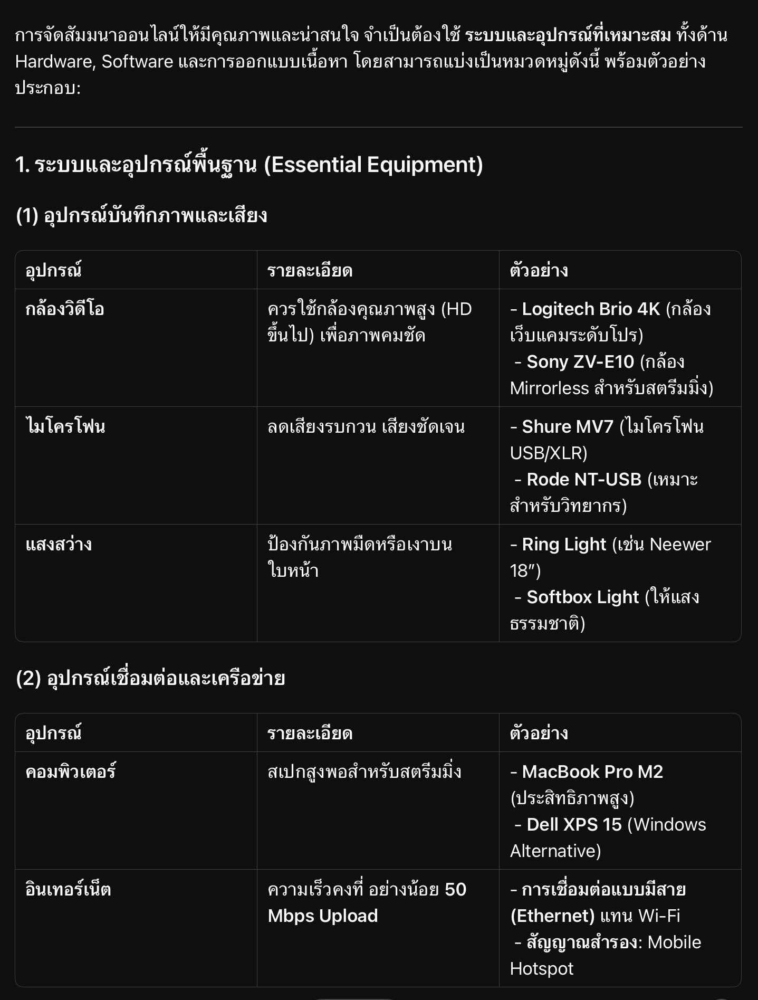 การจัดสัมมนาออนไลน์ให้มีคุณภาพและน่าสนใจ จำเป็นต้องใช้ ระบบและอุปกรณ์ที่เหมาะสม ทั้งด้าน
Hardware, Software และการออกแบบเนื้อหา โดยสามารถแบ่งเป็นหมวดหมู่ดังนี้ พร้อมตัวอย่าง
ประกอบ:
1. ระบบและอุปกรณ์พื้นฐาน (Essential Equipment)
(1) อุปกรณ์บันทึกภาพและเสียง
อุปกรณ์
รายละเอียด
ตัวอย่าง
กล้องวิดีโอ
ควรใช้กล้องคุณภาพสูง (HD
ขึ้นไป) เพื่อภาพคมชัด
- Logitech Brio 4K (กล้อง
เว็บแคมระดับโปร)
- Sony ZV-E10 (กล้อง
Mirrorless สำหรับสตรีมมิ่ง)
ไมโครโฟน
ลดเสียงรบกวน เสียงชัดเจน
- Shure MV7 (ไมโครโฟน
USB/XLR)
- Rode NT-USB (เหมาะ
สำหรับวิทยากร)
แสงสว่าง
ป้องกันภาพมืดหรือเงาบน
ใบหน้า
- Ring Light (เช่น Neewer
18″)
- Softbox Light (ให้แสง
ธรรมชาติ)
(2) อุปกรณ์เชื่อมต่อและเครือข่าย
อุปกรณ์
รายละเอียด
ตัวอย่าง
คอมพิวเตอร์
สเปกสูงพอสำหรับสตรีมมิ่ง
- MacBook Pro M2
(ประสิทธิภาพสูง)
- Dell XPS 15 (Windows
Alternative)
อินเทอร์เน็ต
ความเร็วคงที่ อย่างน้อย 50
Mbps Upload
- การเชื่อมต่อแบบมีสาย
(Ethernet) แทน Wi-Fi
- สัญญาณสำรอง: Mobile
Hotspot